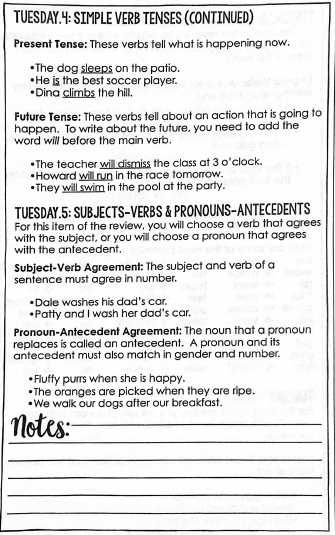 TUESDAY.4: SIMPLE VERB TENSES (CONTINUED)
Present Tense: These verbs tell what is happening now.
•The dog sleeps on the patio.
•He is the best soccer player.
•Dina climbs the hill.
Future Tense: These verbs tell about an action that is going to
happen. To write about the future, you need to add the
word will before the main verb.
•The teacher will dismiss the class at 3 o'clock.
•Howard will run in the race tomorrow.
•They will swim in the pool at the party.
TUESDAY.5: SUBJECTS-VERBS & PRONOUNS-ANTECEDENTS
For this item of the review, you will choose a verb that agrees
with the subject, or you will choose a pronoun that agrees
with the antecedent.
Subject-Verb Agreement: The subject and verb of a
sentence must agree in number.
•Dale washes his dad's car.
•Patty and I wash her dad's car.
Pronoun-Antecedent Agreement: The noun that a pronoun
replaces is called an antecedent. A pronoun and its
antecedent must also match in gender and number.
•Fluffy purrs when she is happy.
•The oranges are picked when they are ripe.
•We walk our dogs after our breakfast.
Notes: